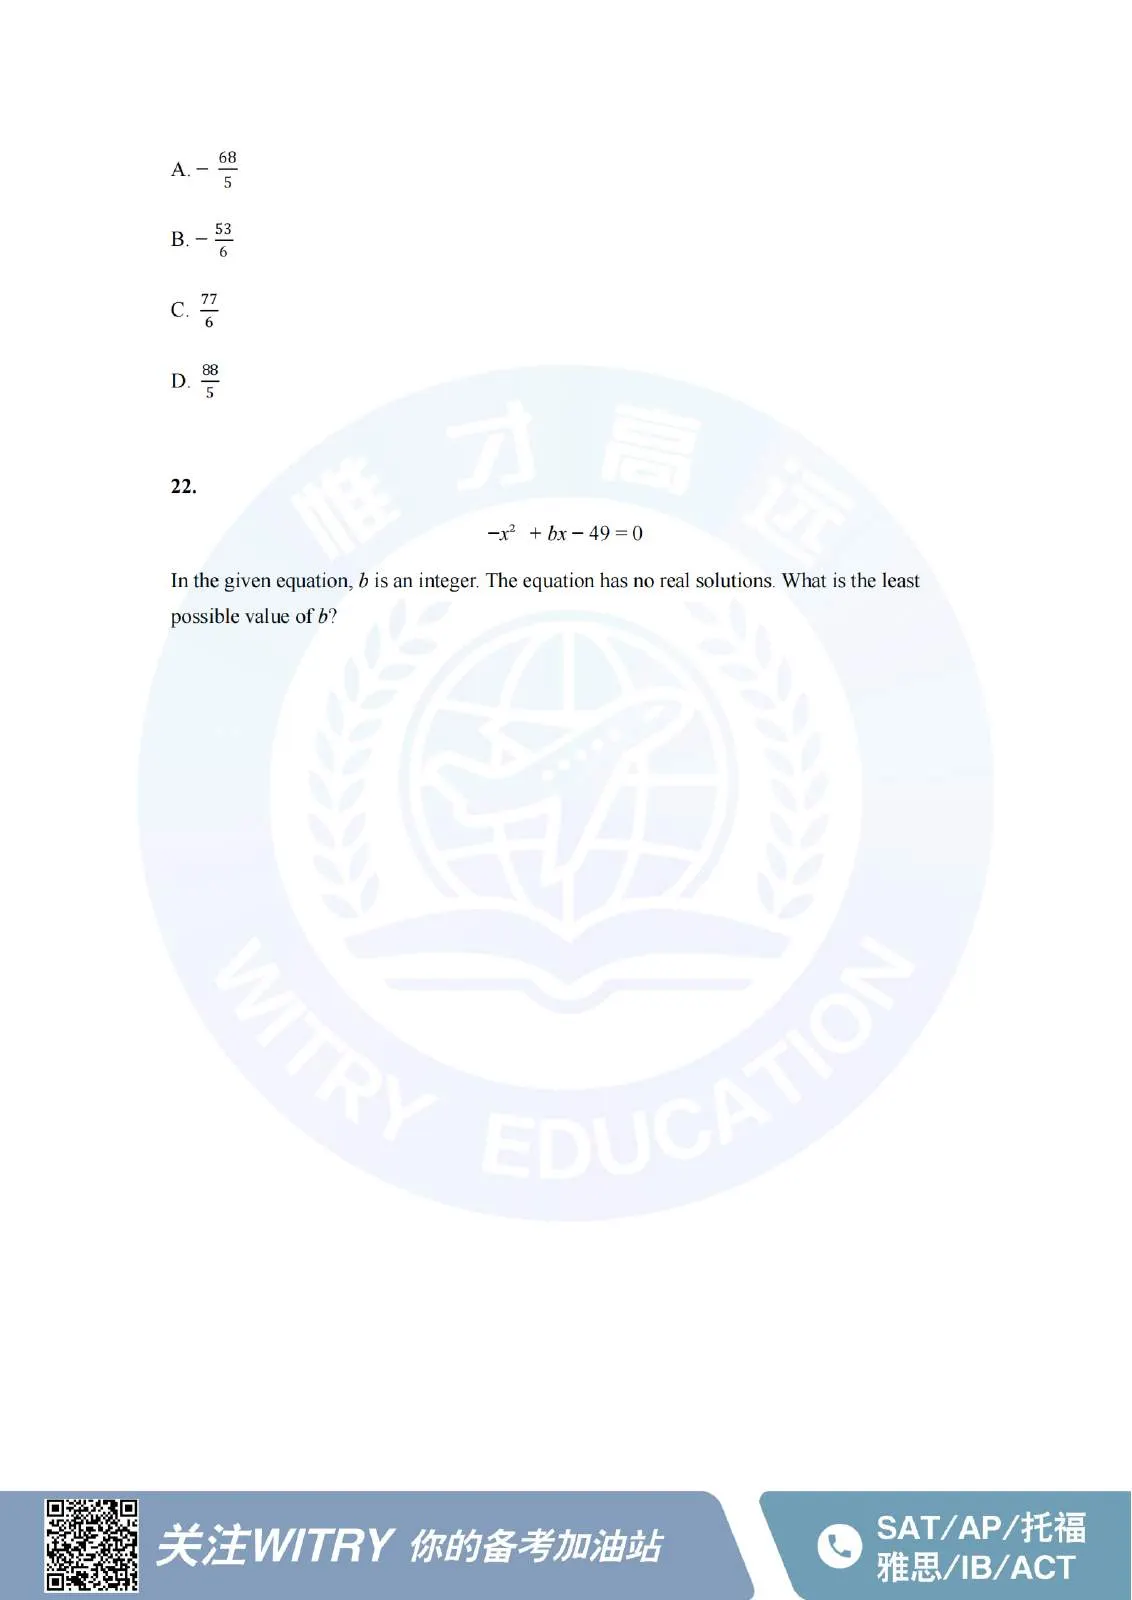 A. − 68/5
B. − 53/6
C. 77/6
D. 88/5
惟才高远
22.
−x² + bx − 49 = 0
In the given equation, b is an integer. The equation has no real solutions. What is the least
possible value of b?
WITRY EDUCATION
关注WITRY 你的备考加油站
SAT/AP/托福
雅思/IB/ACT